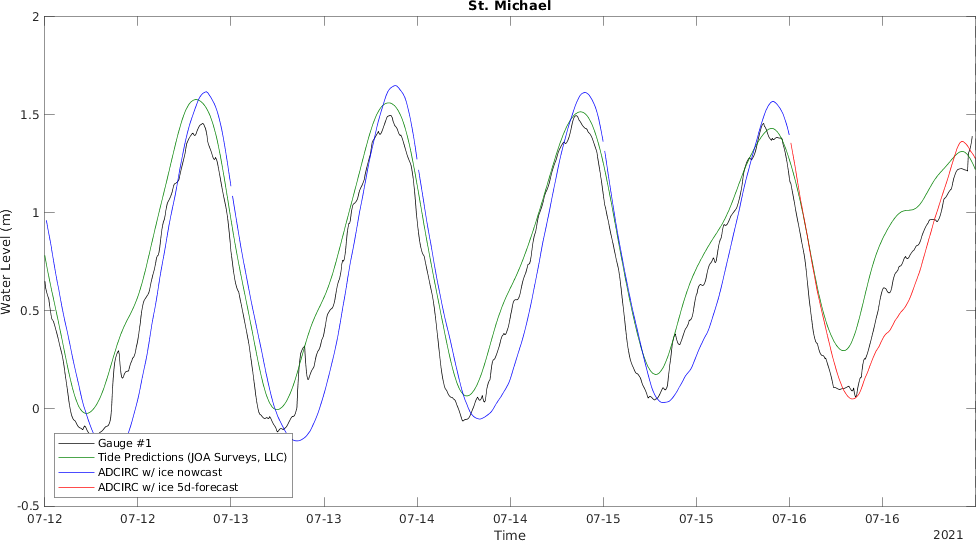 St. Michael
2
1.5
1
0.5
0
-0.5
Water Level (m)
Gauge #1
Tide Predictions (JOA Surveys, LLC)
ADCIRC w/ ice nowcast
ADCIRC w/ ice 5d-forecast
07-12 07-12 07-13 07-13 07-14 07-14 07-15 07-15 07-16 07-16
Time
2021